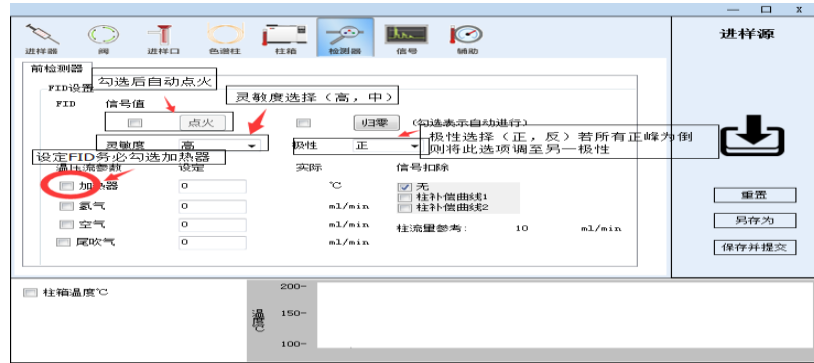 — □ x
进样器 阀 进样口 色谱柱 柱箱 检测器 信号 辅助
进样源
前检测器
FID设置
勾选后自动点火
FID 信号值
灵敏度选择（高，中）
点火 归零 （勾选表示自动进行）
灵敏度 高 极性 正
极性选择（正，反）若所有正峰为倒
则将此选项调至另一极性
设定FID务必勾选加热器
温压流参数 设定 实际 信号扣除
加热器 0 ℃ 无
柱补偿曲线1
氢气 0 ml/min 柱补偿曲线2
空气 0 ml/min
柱流量参考: 10 ml/min
尾吹气 0 ml/min
重置
另存为
保存并提交
柱箱温度℃
温度℃
200-
150-
100-